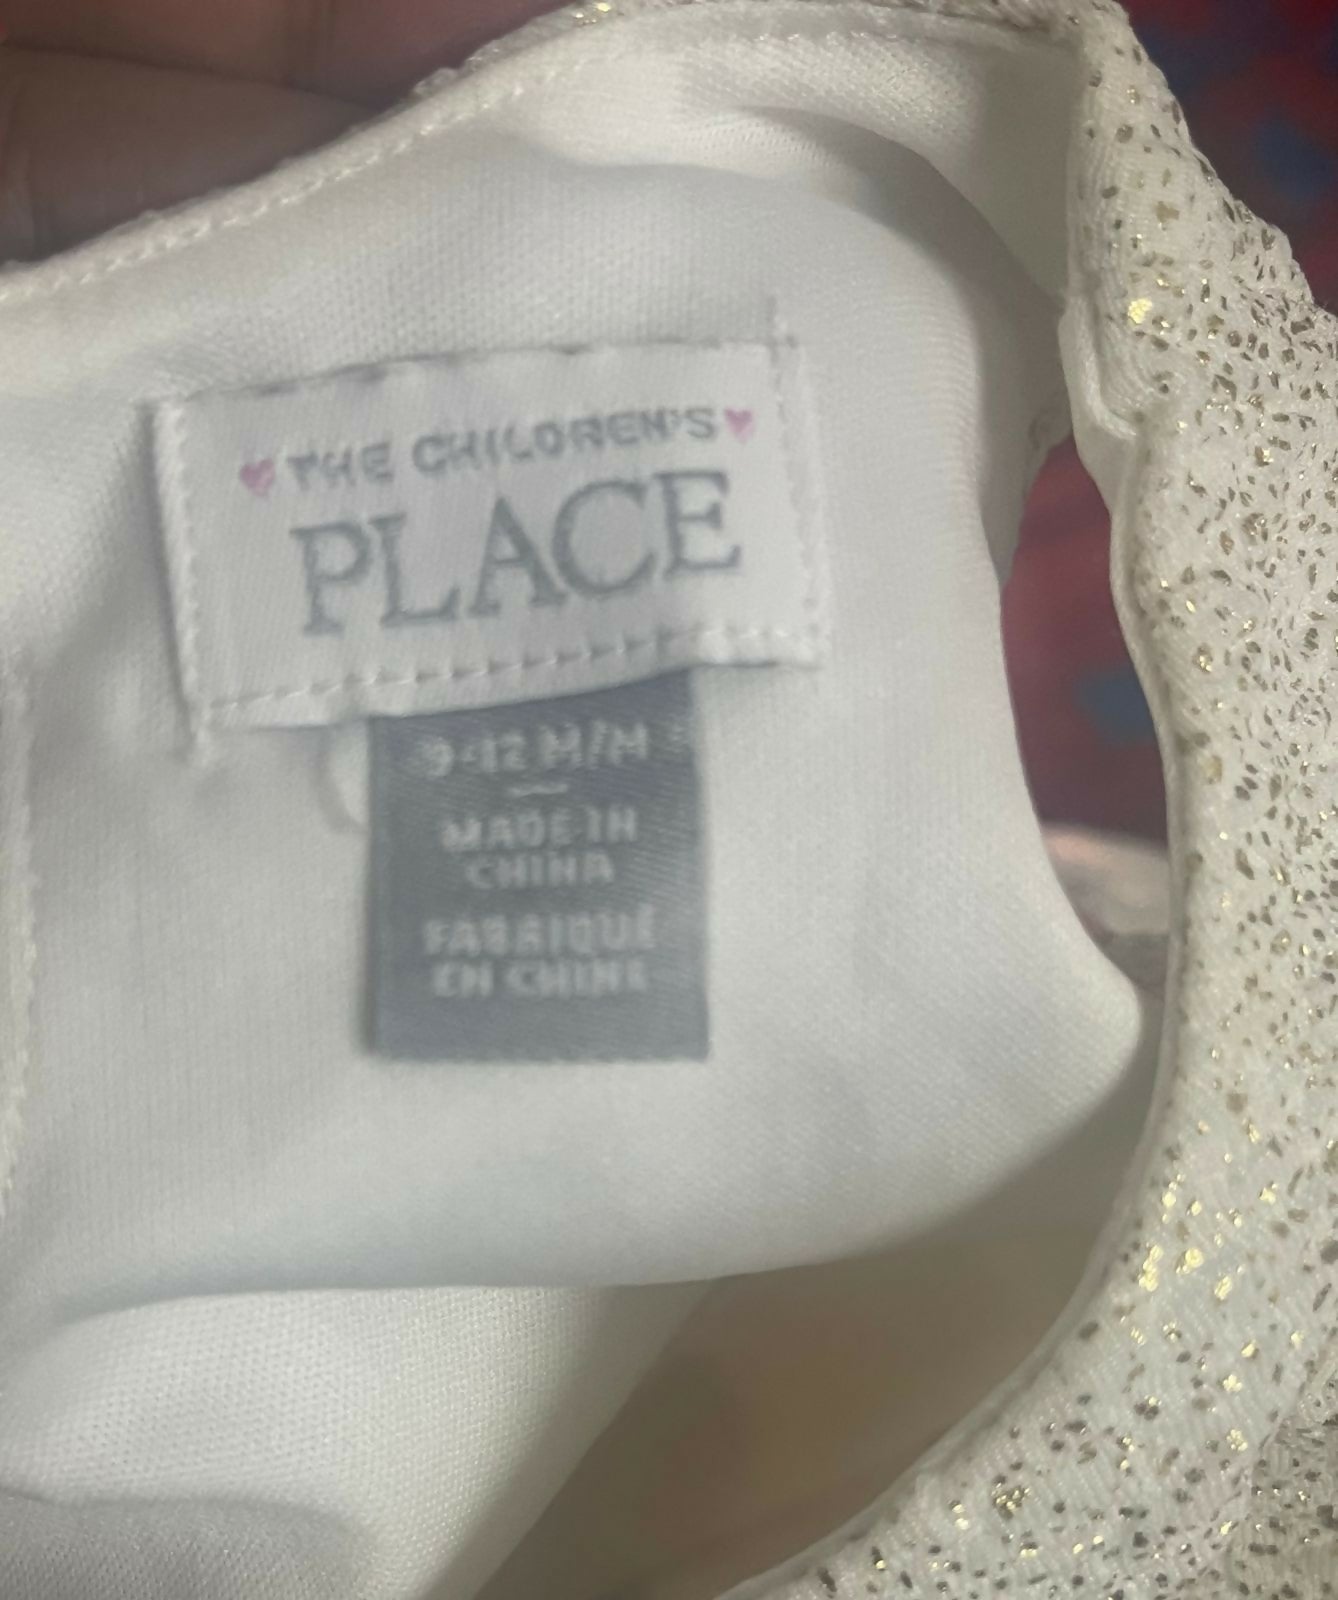 THE CHILDREN'S
PLACE
9-12 M/M
MADE IN
CHINA
FABRIQUÉ
EN CHINE